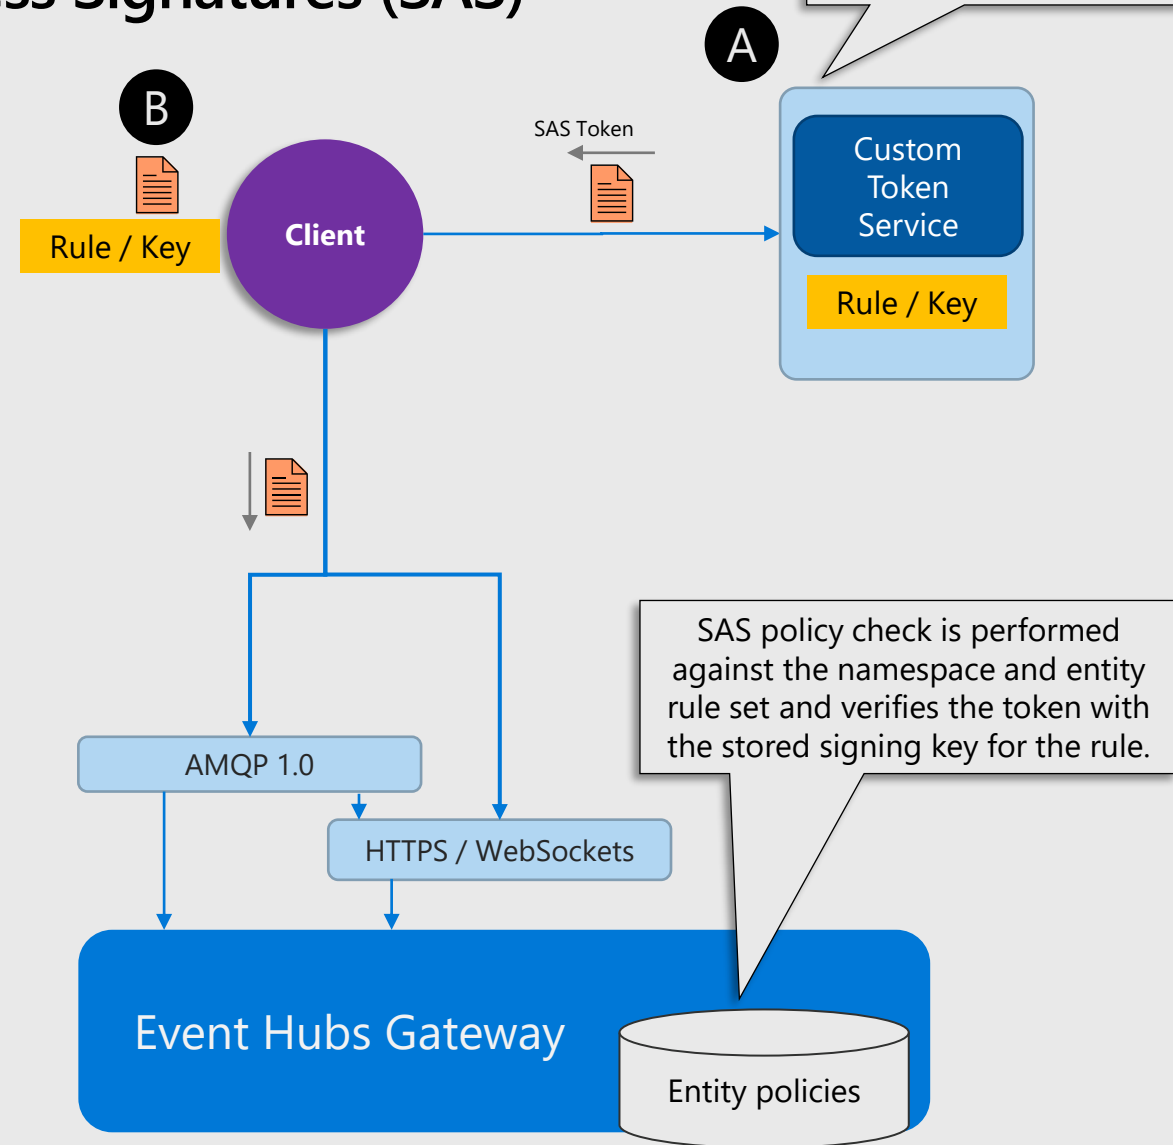 Signatures (SAS)
A
B
SAS Token
Custom
Token
Service
Client
Rule / Key
Rule / Key
SAS policy check is performed
against the namespace and entity
rule set and verifies the token with
the stored signing key for the rule.
AMQP 1.0
HTTPS / WebSockets
Event Hubs Gateway
Entity policies